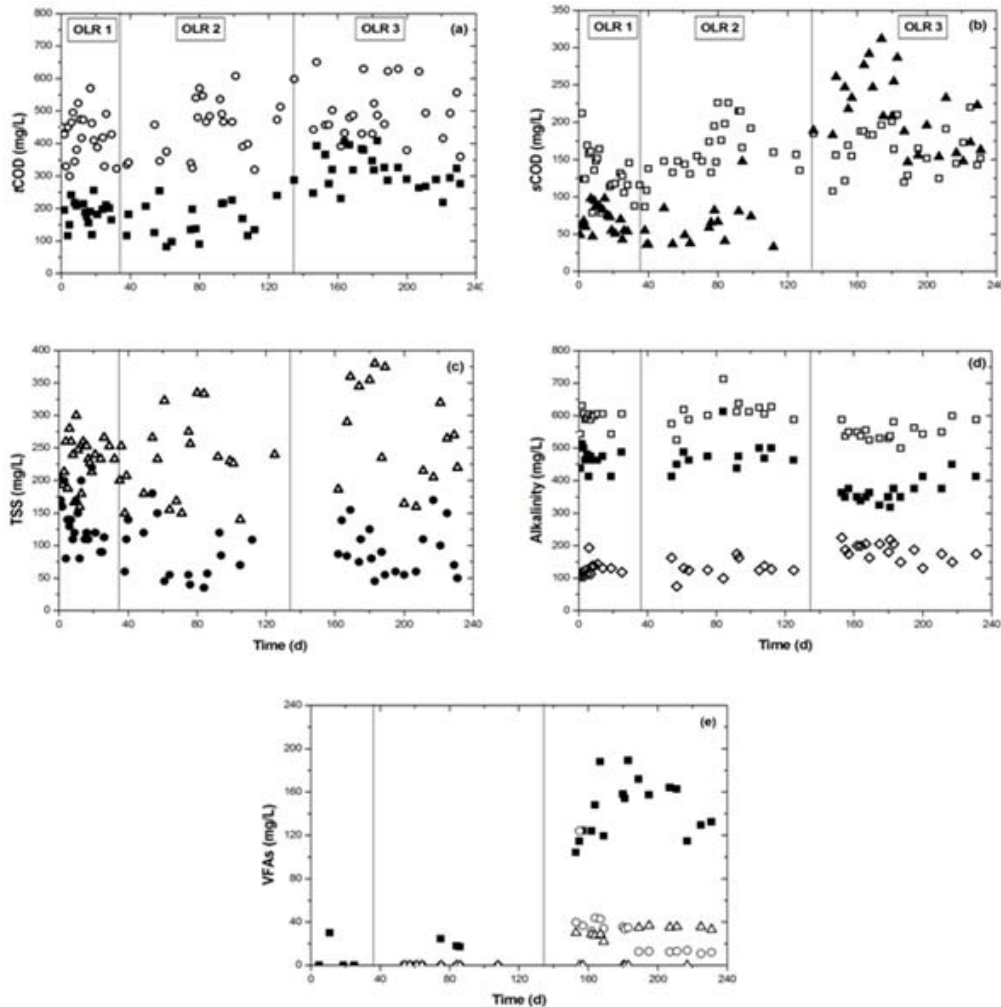 OLR 1 OLR 2 OLR 3 (a)
tCOD (mg/L)
800
700
600
500
400
300
200
100
0
0 40 80 120 160 200 240
OLR 1 OLR 2 OLR 3
(b)
sCOD (mg/L)
350
300
250
200
150
100
50
0
0 40 80 120 160 200 240
(c)
TSS (mg/L)
400
350
300
250
200
150
100
50
0
0 40 80 120 160 200 240
Time (d)
(d)
Alkalinity (mg/L)
1000
900
800
700
600
500
400
300
200
100
0
0 40 80 120 160 200 240
Time (d)
(e)
VFAs (mg/L)
240
200
160
120
80
40
0
0 40 80 120 160 200 240
Time (d)